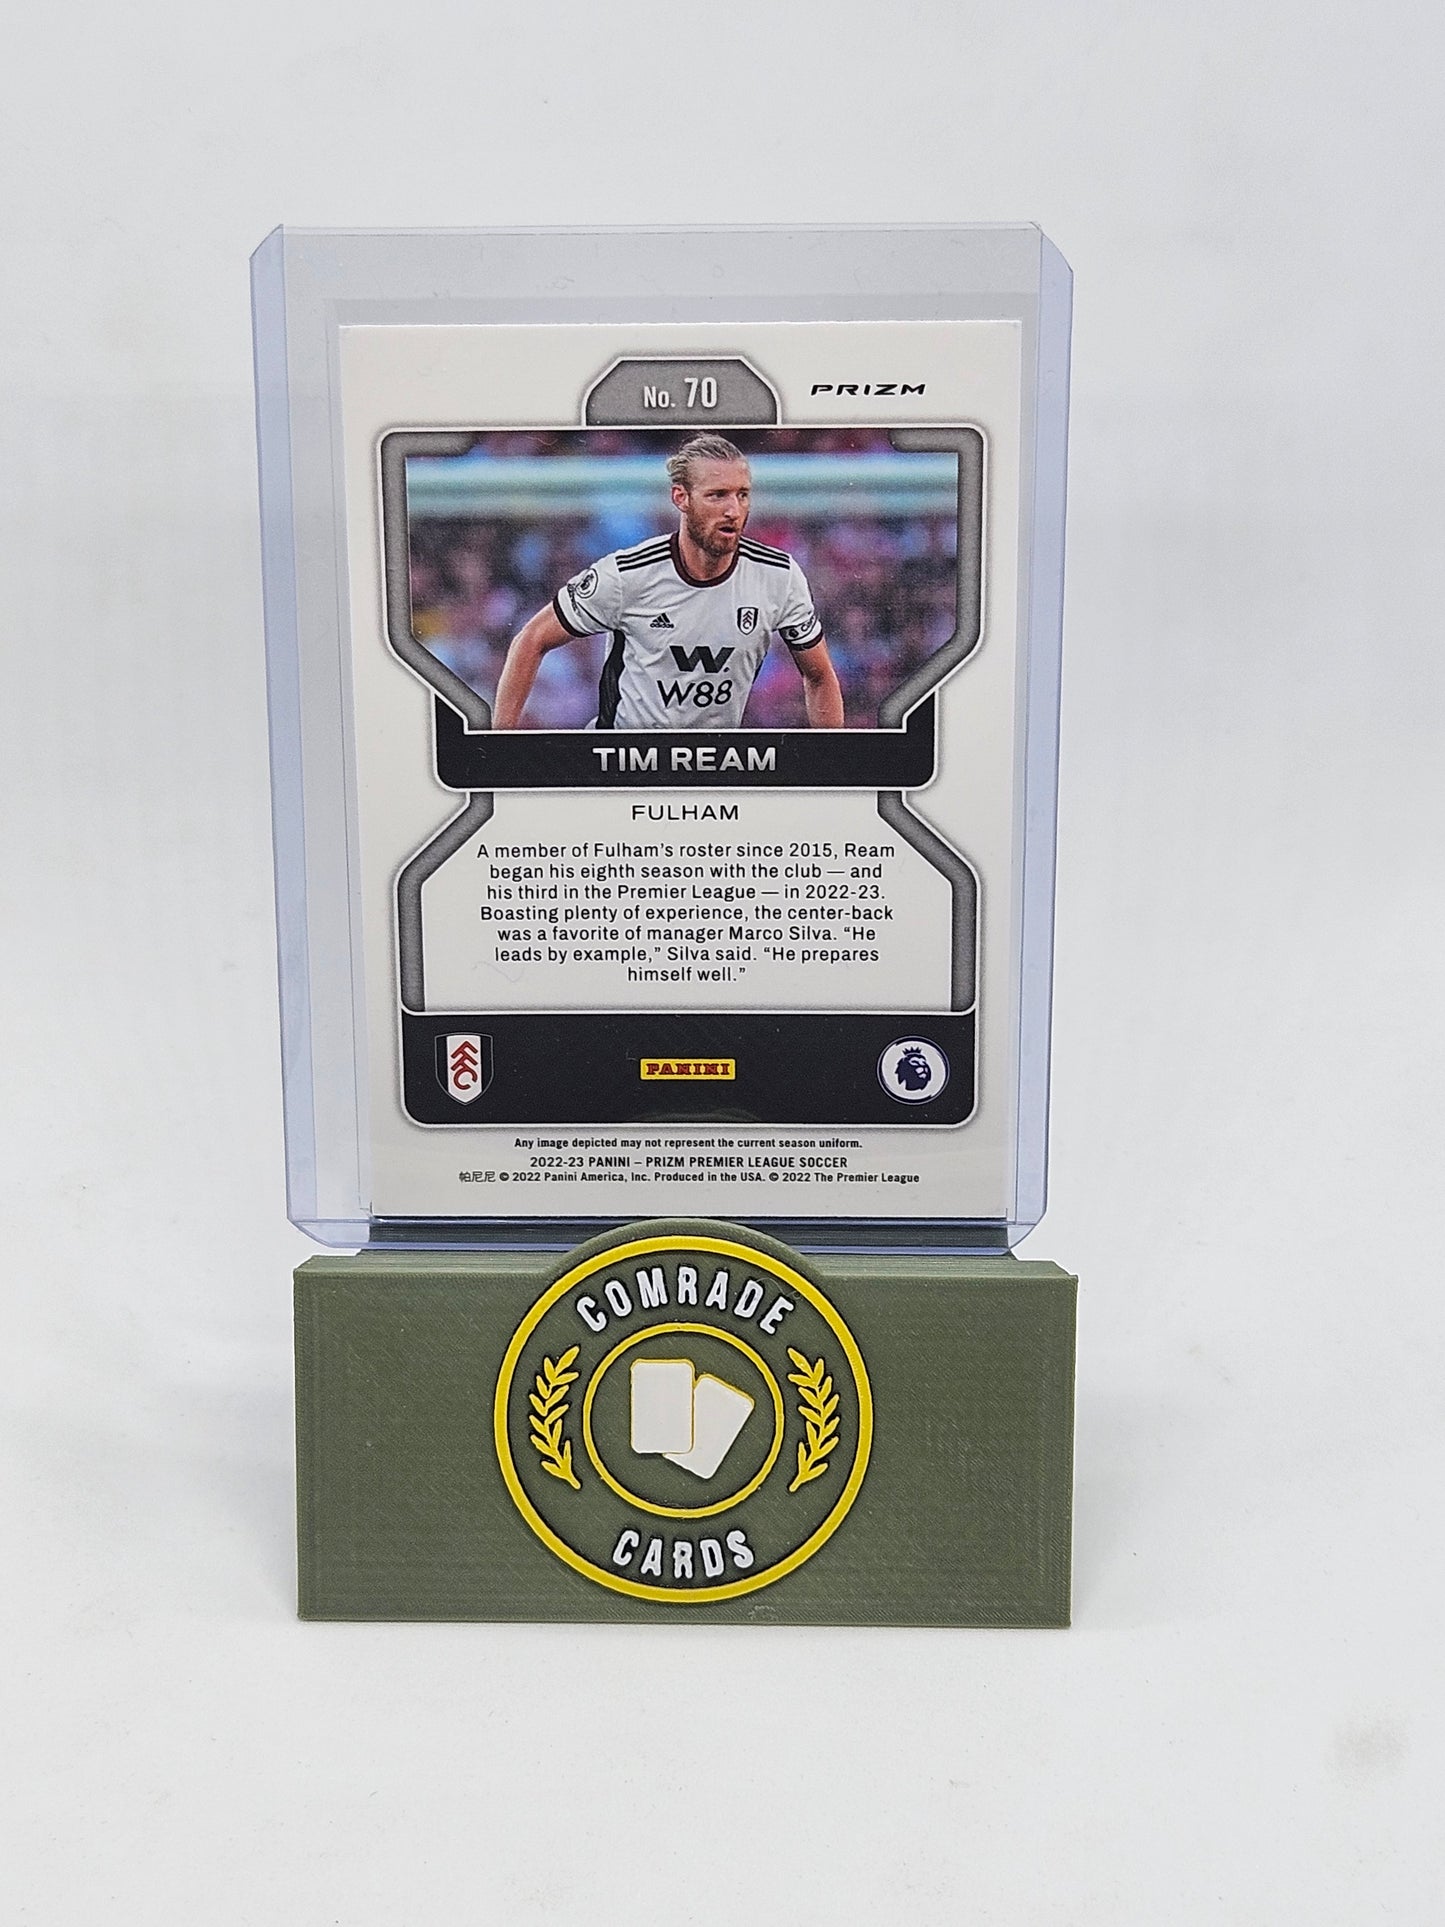 No. 70
PRIZM
adidas
W.
W88
TIM REAM
FULHAM
A member of Fulham's roster since 2015, Ream
began his eighth season with the club — and
his third in the Premier League — in 2022-23.
Boasting plenty of experience, the center-back
was a favorite of manager Marco Silva. “He
leads by example,” Silva said. “He prepares
himself well.”
FFC
PANINI
Any image depicted may not represent the current season uniform.
2022-23 PANINI – PRIZM PREMIER LEAGUE SOCCER
帕尼尼 © 2022 Panini America, Inc. Produced in the USA. © 2022 The Premier League
COMRADE
CARDS